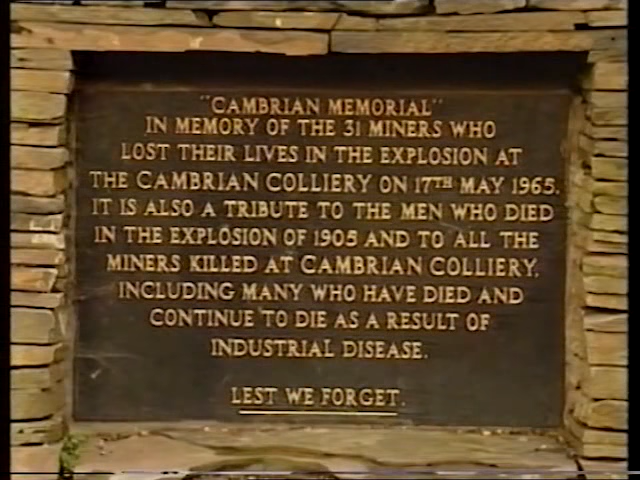 "CAMBRIAN MEMORIAL"
IN MEMORY OF THE 31 MINERS WHO
LOST THEIR LIVES IN THE EXPLOSION AT
THE CAMBRIAN COLLIERY ON 17TH MAY 1965.
IT IS ALSO A TRIBUTE TO THE MEN WHO DIED
IN THE EXPLOSION OF 1905 AND TO ALL THE
MINERS KILLED AT CAMBRIAN COLLIERY.
INCLUDING MANY WHO HAVE DIED AND
CONTINUE TO DIE AS A RESULT OF
INDUSTRIAL DISEASE.
LEST WE FORGET.